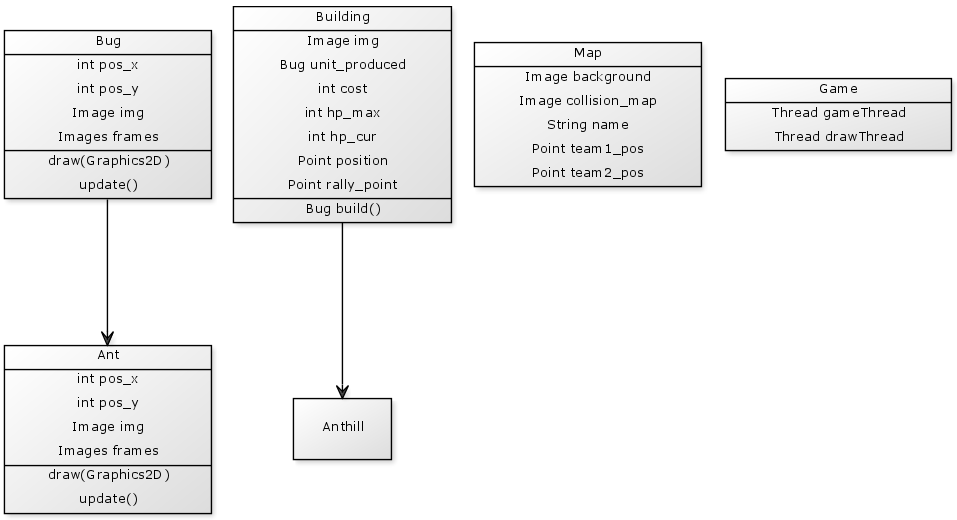 Bug
int pos_x
int pos_y
Image img
Images frames
draw(Graphics2D)
update()
Building
Image img
Bug unit_produced
int cost
int hp_max
int hp_cur
Point position
Point rally_point
Bug build()
Map
Image background
Image collision_map
String name
Point team1_pos
Point team2_pos
Game
Thread gameThread
Thread drawThread
Ant
int pos_x
int pos_y
Image img
Images frames
draw(Graphics2D)
update()
Anthill